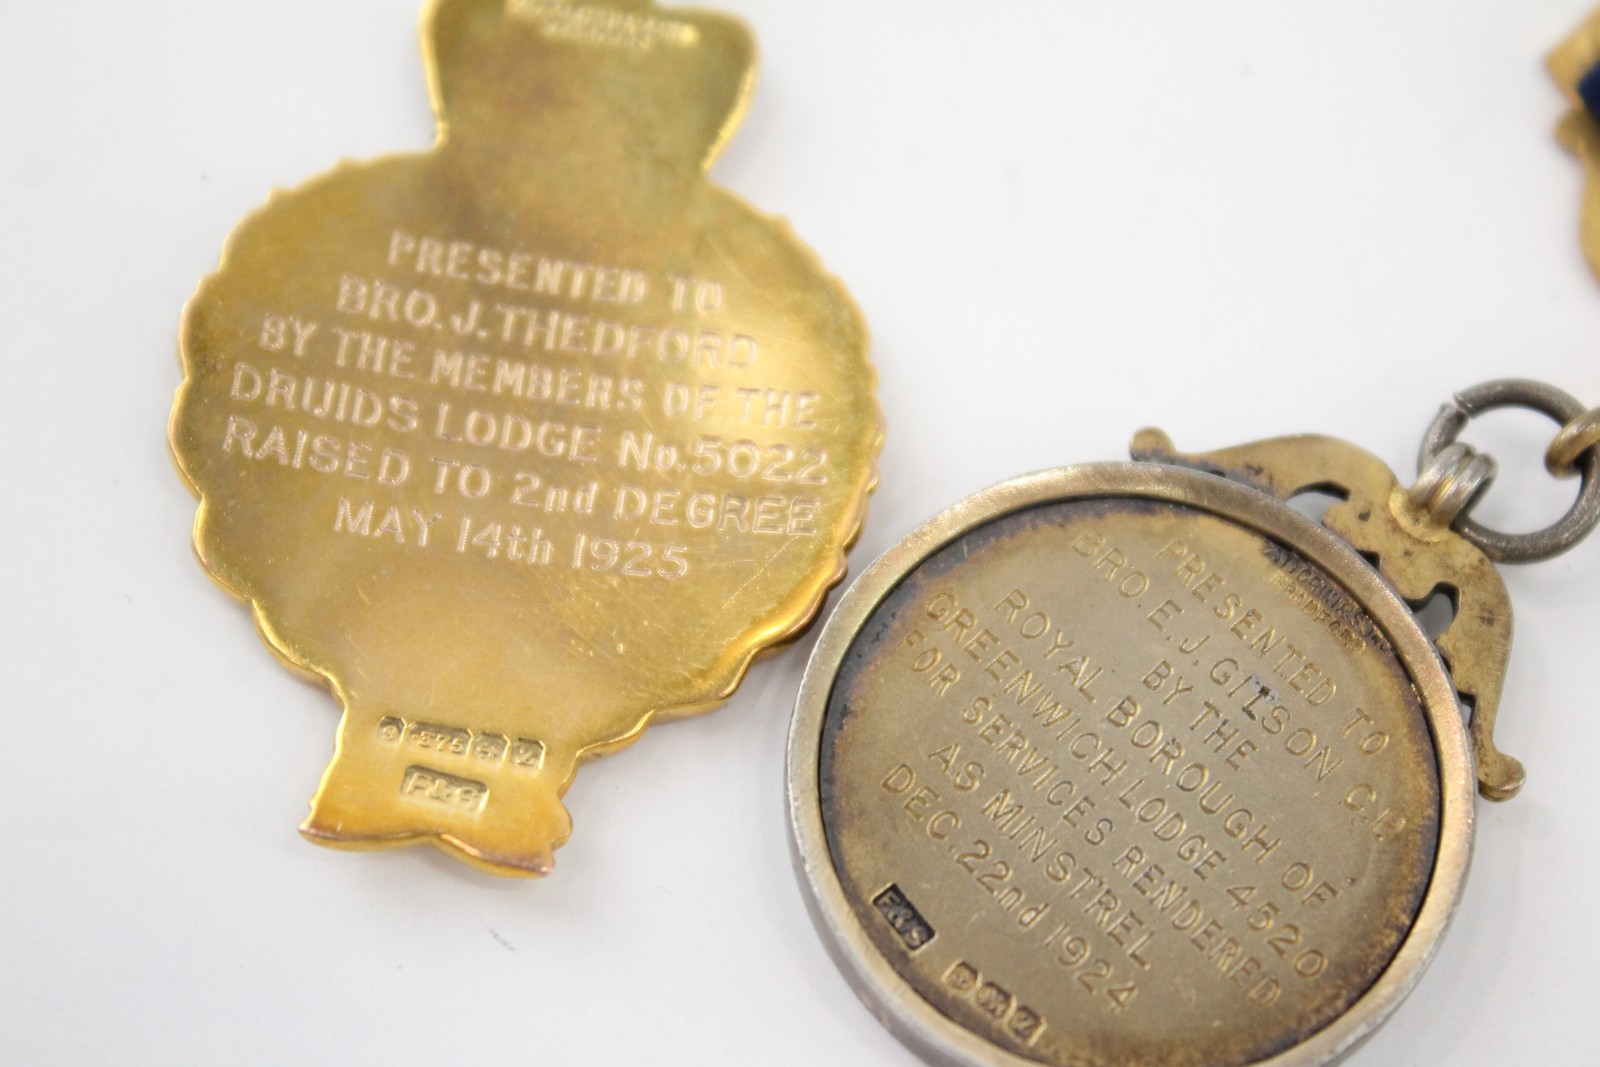 PRESENTED TO
BRO. J. THEDFORD
BY THE MEMBERS OF THE
DRUIDS LODGE No. 5022
RAISED TO 2nd DEGREE
MAY 14th 1925
.375
F & S
PRESENTED TO
BRO. E. J. GILSON, C.P.
BY THE
ROYAL BOROUGH OF
GREENWICH LODGE 4520
FOR SERVICES RENDERED
AS MINSTREL
DEC. 22nd 1924
F & S